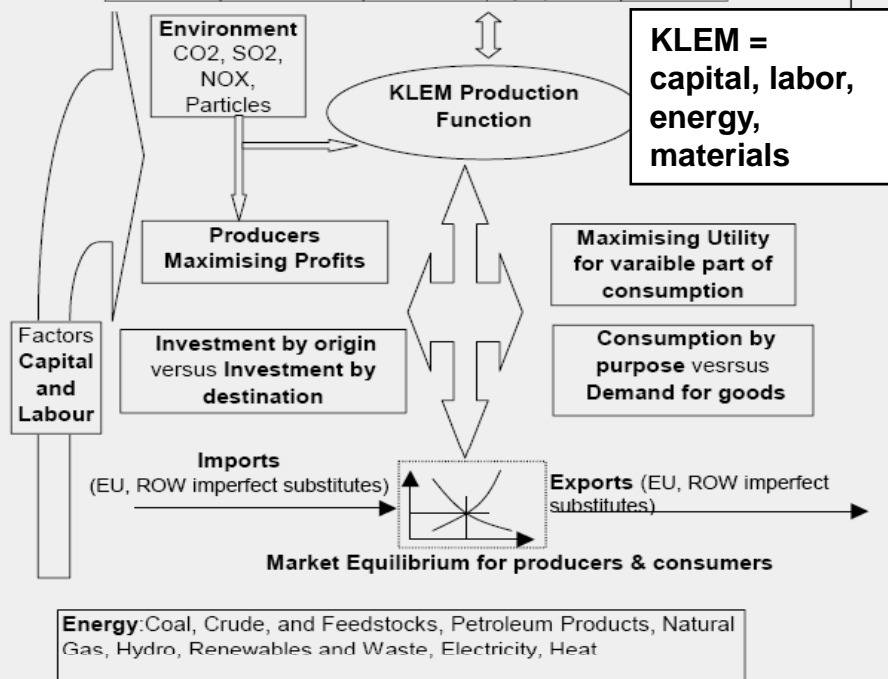 Environment
CO2, SO2,
NOX,
Particles
KLEM Production
Function
KLEM =
capital, labor,
energy,
materials
Producers
Maximising Profits
Maximising Utility
for varaible part of
consumption
Factors
Capital
and
Labour
Investment by origin
versus Investment by
destination
Consumption by
purpose vesrsus
Demand for goods
Imports
(EU, ROW imperfect substitutes)
Exports (EU, ROW imperfect
substitutes)
Market Equilibrium for producers & consumers
Energy:Coal, Crude, and Feedstocks, Petroleum Products, Natural
Gas, Hydro, Renewables and Waste, Electricity, Heat